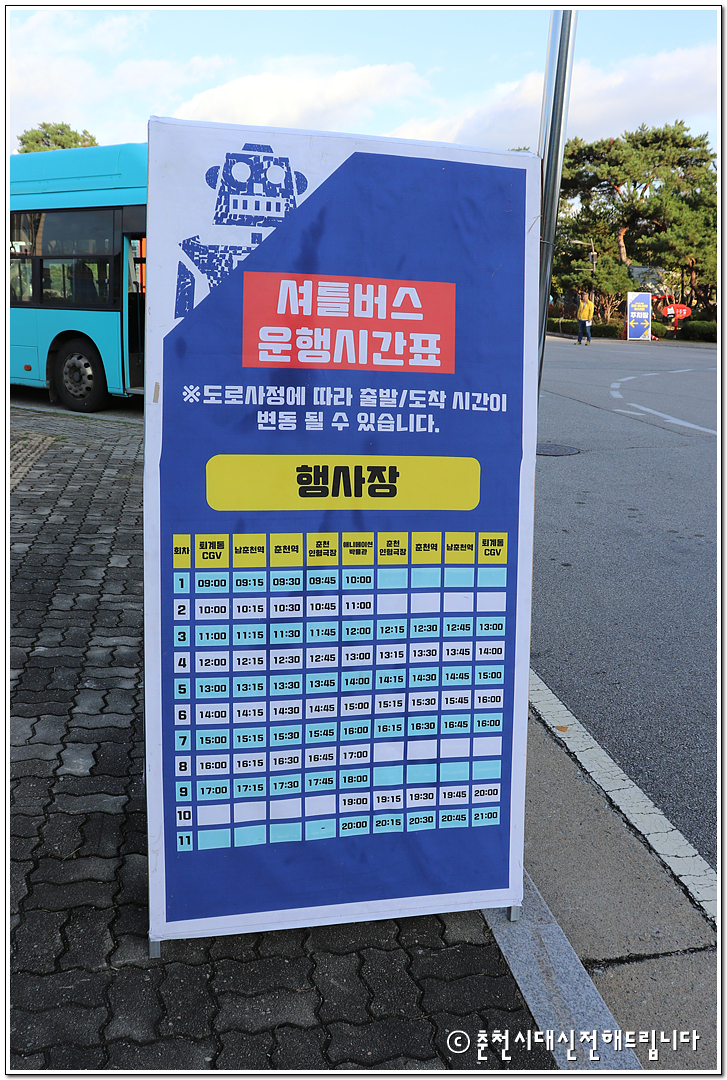 셔틀버스
운행시간표
※도로사정에 따라 출발/도착 시간이
변동 될 수 있습니다.
행사장
회차 퇴계동 CGV 남춘천역 춘천역 춘천 인형극장 애니메이션 박물관 춘천 인형극장 춘천역 남춘천역 퇴계동 CGV
1 09:00 09:15 09:30 09:45 10:00
2 10:00 10:15 10:30 10:45 11:00
3 11:00 11:15 11:30 11:45 12:00 12:15 12:30 12:45 13:00
4 12:00 12:15 12:30 12:45 13:00 13:15 13:30 13:45 14:00
5 13:00 13:15 13:30 13:45 14:00 14:15 14:30 14:45 15:00
6 14:00 14:15 14:30 14:45 15:00 15:15 15:30 15:45 16:00
7 15:00 15:15 15:30 15:45 16:00 16:15 16:30 16:45 16:00
8 16:00 16:15 16:30 16:45 17:00
9 17:00 17:15 17:30 17:45 18:00
10 19:00 19:15 19:30 19:45 20:00
11 - 20:00 20:15 20:30 20:45 21:00
주차장
ⓒ춘천시대신전해드립니다